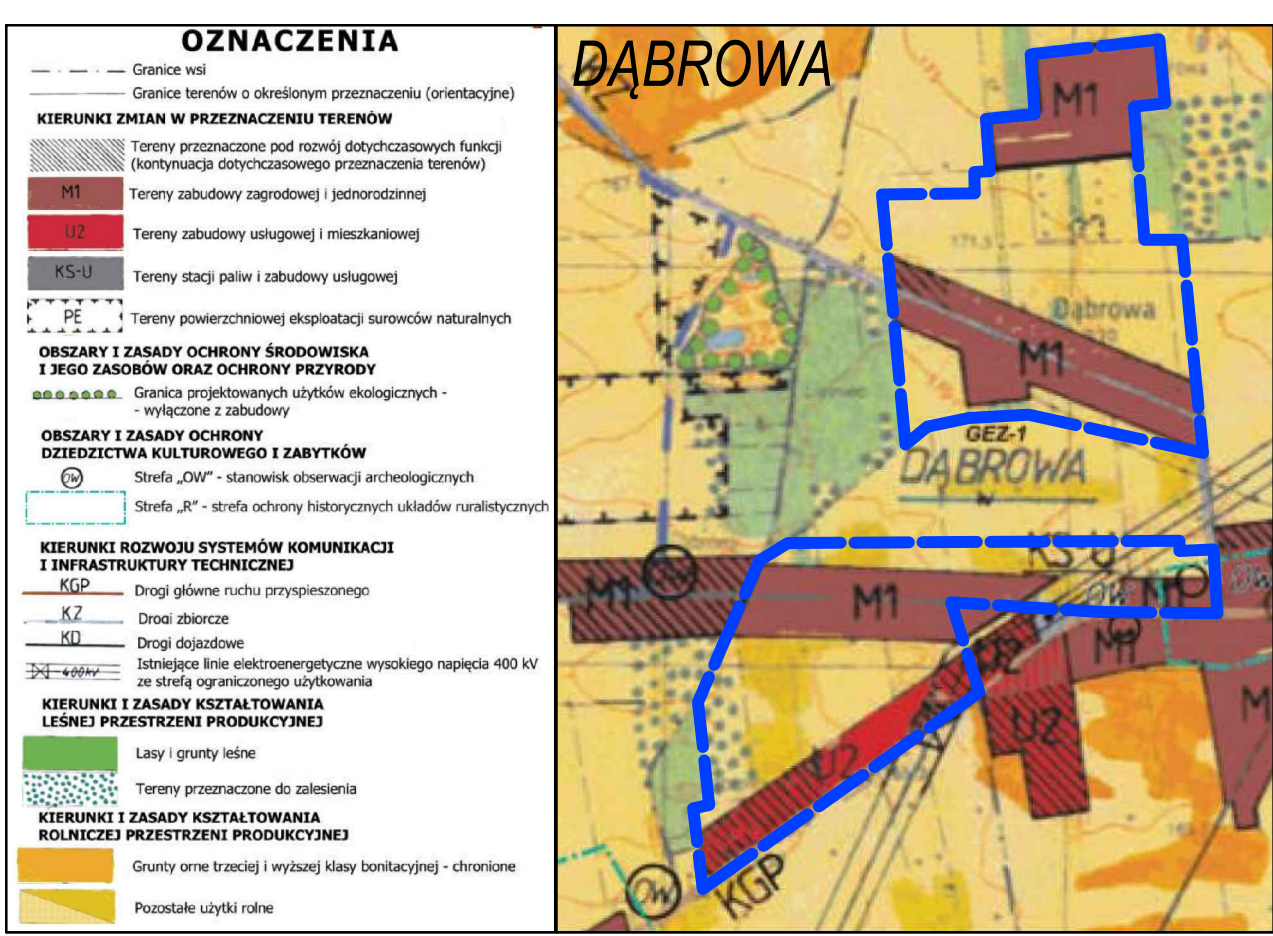 OZNACZENIA
Granice wsi
Granice terenów o określonym przeznaczeniu (orientacyjne)
KIERUNKI ZMIAN W PRZEZNACZENIU TERENÓW
Tereny przeznaczone pod rozwój dotychczasowych funkcji
(kontynuacja dotychczasowego przeznaczenia terenów)
M1 Tereny zabudowy zagrodowej i jednorodzinnej
U2 Tereny zabudowy usługowej i mieszkaniowej
KS-U Tereny stacji paliw i zabudowy usługowej
PE Tereny powierzchniowej eksploatacji surowców naturalnych
OBSZARY I ZASADY OCHRONY ŚRODOWISKA
I JEGO ZASOBÓW ORAZ OCHRONY PRZYRODY
Granica projektowanych użytków ekologicznych -
- wyłączone z zabudowy
OBSZARY I ZASADY OCHRONY
DZIEDZICTWA KULTUROWEGO I ZABYTKÓW
OW Strefa „OW" - stanowisk obserwacji archeologicznych
Strefa „R" - strefa ochrony historycznych układów ruralistycznych
KIERUNKI ROZWOJU SYSTEMÓW KOMUNIKACJI
I INFRASTRUKTURY TECHNICZNEJ
KGP Drogi główne ruchu przyspieszonego
KZ Drogi zbiorcze
KD Drogi dojazdowe
400kV Istniejące linie elektroenergetyczne wysokiego napięcia 400 kV
ze strefą ograniczonego użytkowania
KIERUNKI I ZASADY KSZTAŁTOWANIA
LEŚNEJ PRZESTRZENI PRODUKCYJNEJ
Lasy i grunty leśne
Tereny przeznaczone do zalesienia
KIERUNKI I ZASADY KSZTAŁTOWANIA
ROLNICZEJ PRZESTRZENI PRODUKCYJNEJ
Grunty orne trzeciej i wyższej klasy bonitacyjnej - chronione
Pozostałe użytki rolne
DĄBROWA
M1
Dąbrowa
M1
GEZ-1
DĄBROWA
KS-U
M1
OW
M1
OW
M1
OW
M1
U2
U2
U2
M
OW
KGP